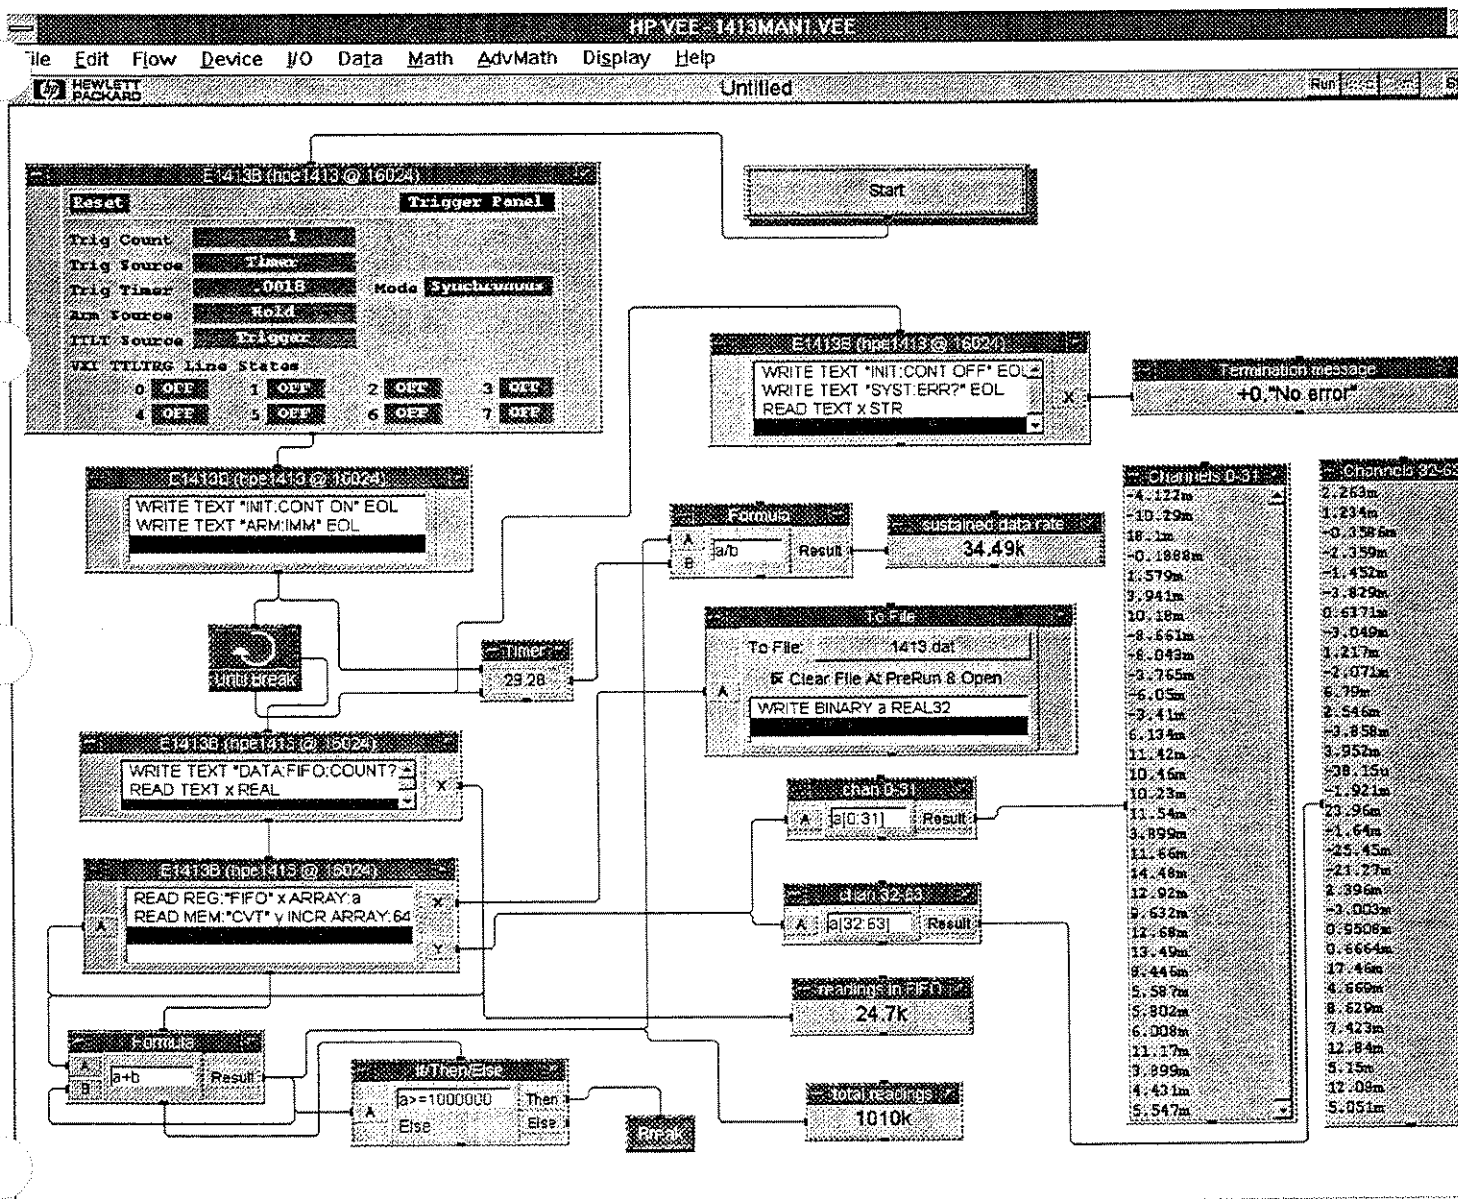 HP VEE - 1413MAN1.VEE
ile Edit Flow Device I/O Data Math AdvMath Display Help
hp HEWLETT PACKARD
Untitled
Run
E1413B (hpe1413 @ 16024)
Reset
Trigger Panel
Trig Count 1
Trig Source Timer
Trig Timer .0018
Mode Synchronous
Arm Source Hold
TTLT Source Trigger
VXI TTLTRG Line States
0 OFF 1 OFF 2 OFF 3 OFF
4 OFF 5 OFF 6 OFF 7 OFF
Start
E1413B (hpe1413 @ 16024)
WRITE TEXT "INIT:CONT OFF" EOL
WRITE TEXT "SYST:ERR?" EOL
READ TEXT x STR
X
Termination message
+0,"No error"
E1413B (hpe1413 @ 16024)
WRITE TEXT "INIT:CONT ON" EOL
WRITE TEXT "ARM:IMM" EOL
Formula
A
B
a/b
Result
sustained data rate
34.49k
Until Break
Timer
29.28
To File
To File: 1413.dat
Clear File At PreRun & Open
A
WRITE BINARY a REAL32
E1413B (hpe1413 @ 16024)
WRITE TEXT "DATA:FIFO:COUNT?
READ TEXT x REAL
X
E1413B (hpe1413 @ 16024)
READ REG:"FIFO" x ARRAY:a
READ MEM:"CVT" y INCR ARRAY:64
A
X
Y
chan 0-31
A a[0:31] Result
chan 32-63
A a[32:63] Result
readings in FIFO
24.7k
Formula
A
B
a+b
Result
If/Then/Else
A
a>=1000000 Then
Else Else
Break
total readings
1010k
Channels 0-31
-4.122m
-10.29m
18.1m
-0.1888m
1.579m
3.941m
10.18m
-8.661m
-8.043m
-3.765m
-6.05m
-3.41m
6.134m
11.42m
10.46m
10.23m
11.54m
3.899m
11.66m
14.48m
12.92m
9.632m
12.68m
13.49m
8.446m
5.587m
5.802m
6.008m
11.17m
3.899m
4.431m
5.547m
Channels 32-63
2.263m
1.234m
-0.3586m
-2.359m
-1.452m
-3.829m
0.6371m
-3.049m
1.217m
-2.071m
6.79m
2.546m
-3.858m
3.952m
-38.15u
-1.921m
23.96m
-1.64m
-25.45m
-21.27m
2.396m
-3.003m
0.9508m
0.6664m
17.46m
4.669m
8.629m
7.423m
12.84m
5.15m
12.09m
5.051m